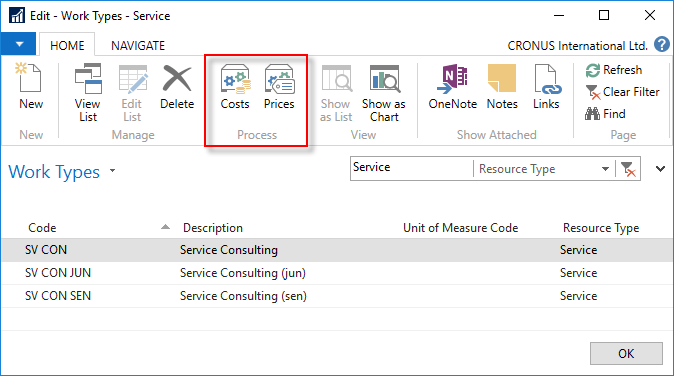 Edit - Work Types - Service
HOME NAVIGATE CRONUS International Ltd.
New
View List
Edit List
Delete
Costs
Prices
Show as List
Show as Chart
OneNote
Notes
Links
Refresh
Clear Filter
Find
New Manage Process View Show Attached Page
Work Types
Service Resource Type
Code Description Unit of Measure Code Resource Type
SV CON Service Consulting Service
SV CON JUN Service Consulting (jun) Service
SV CON SEN Service Consulting (sen) Service
OK